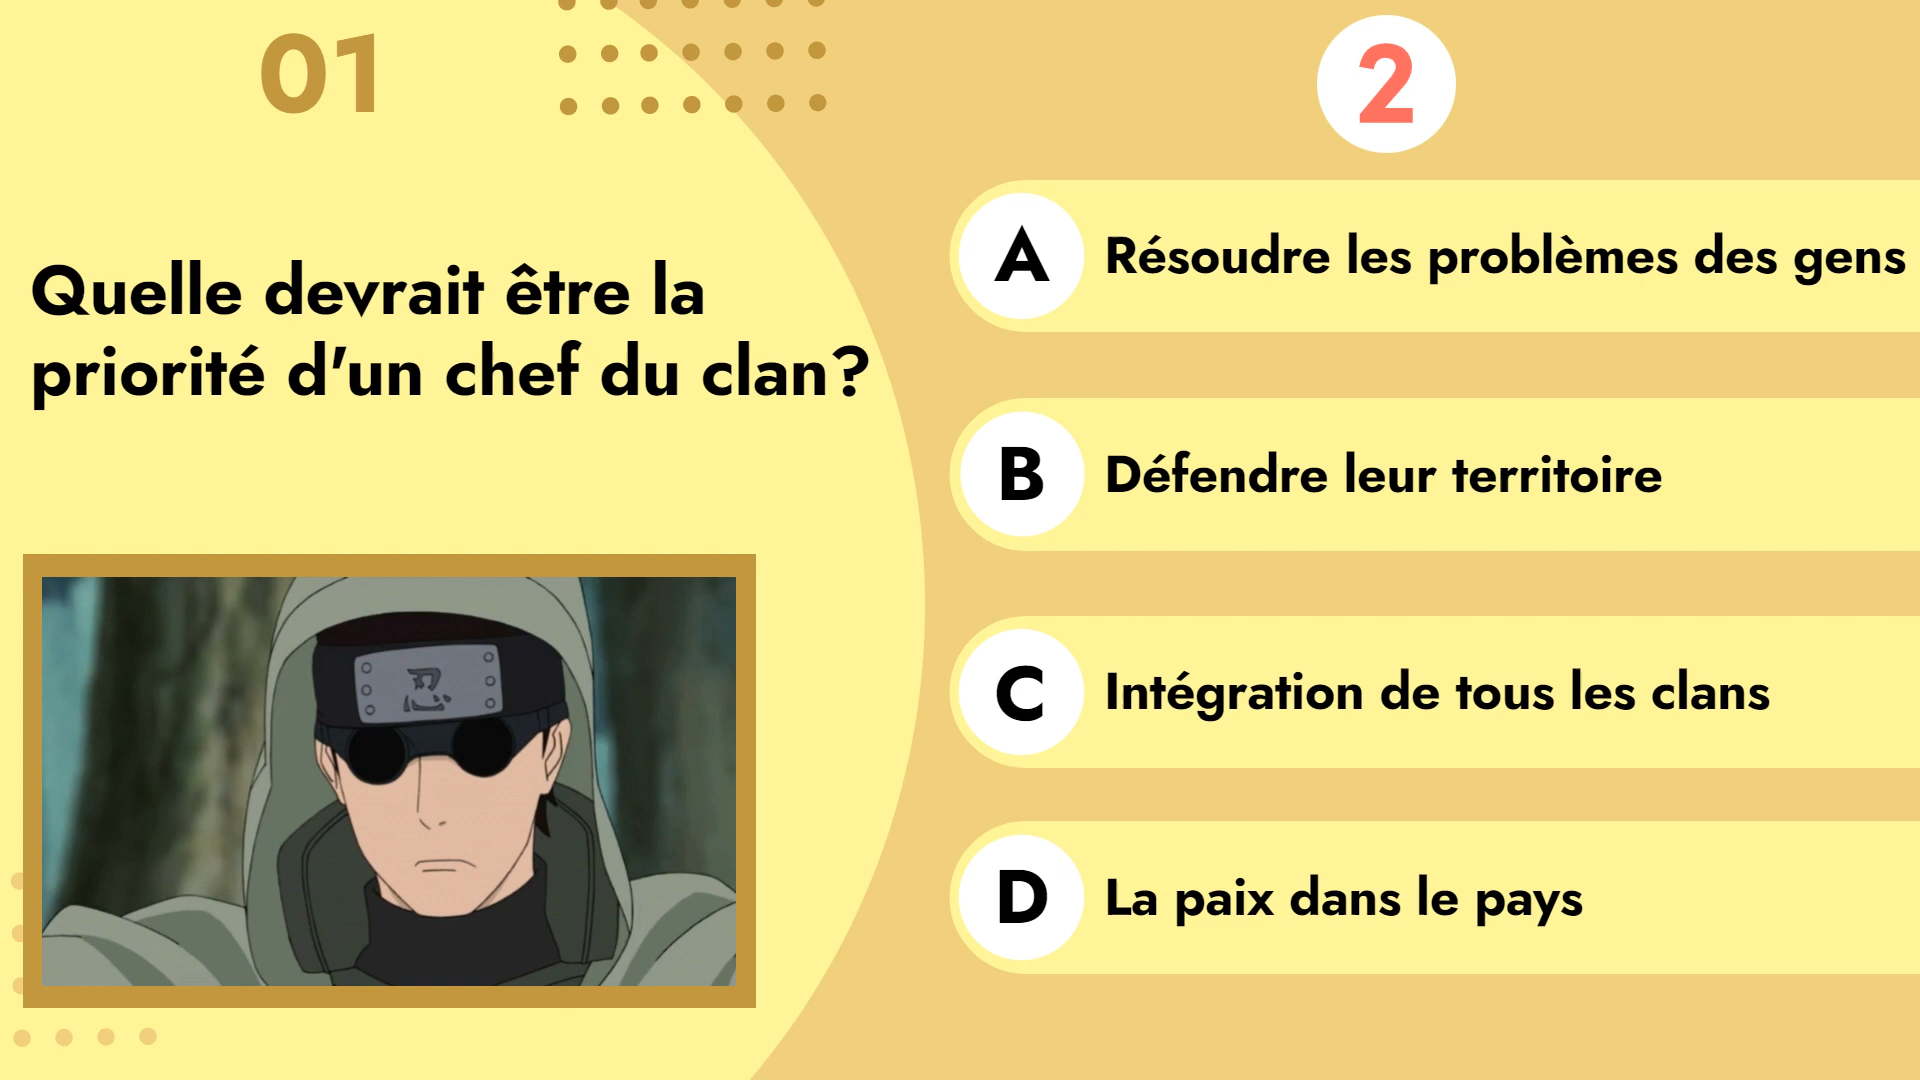 01
Quelle devrait être la
priorité d'un chef du clan?
忍
2
A
Résoudre les problèmes des gens
B
Défendre leur territoire
C
Intégration de tous les clans
D
La paix dans le pays